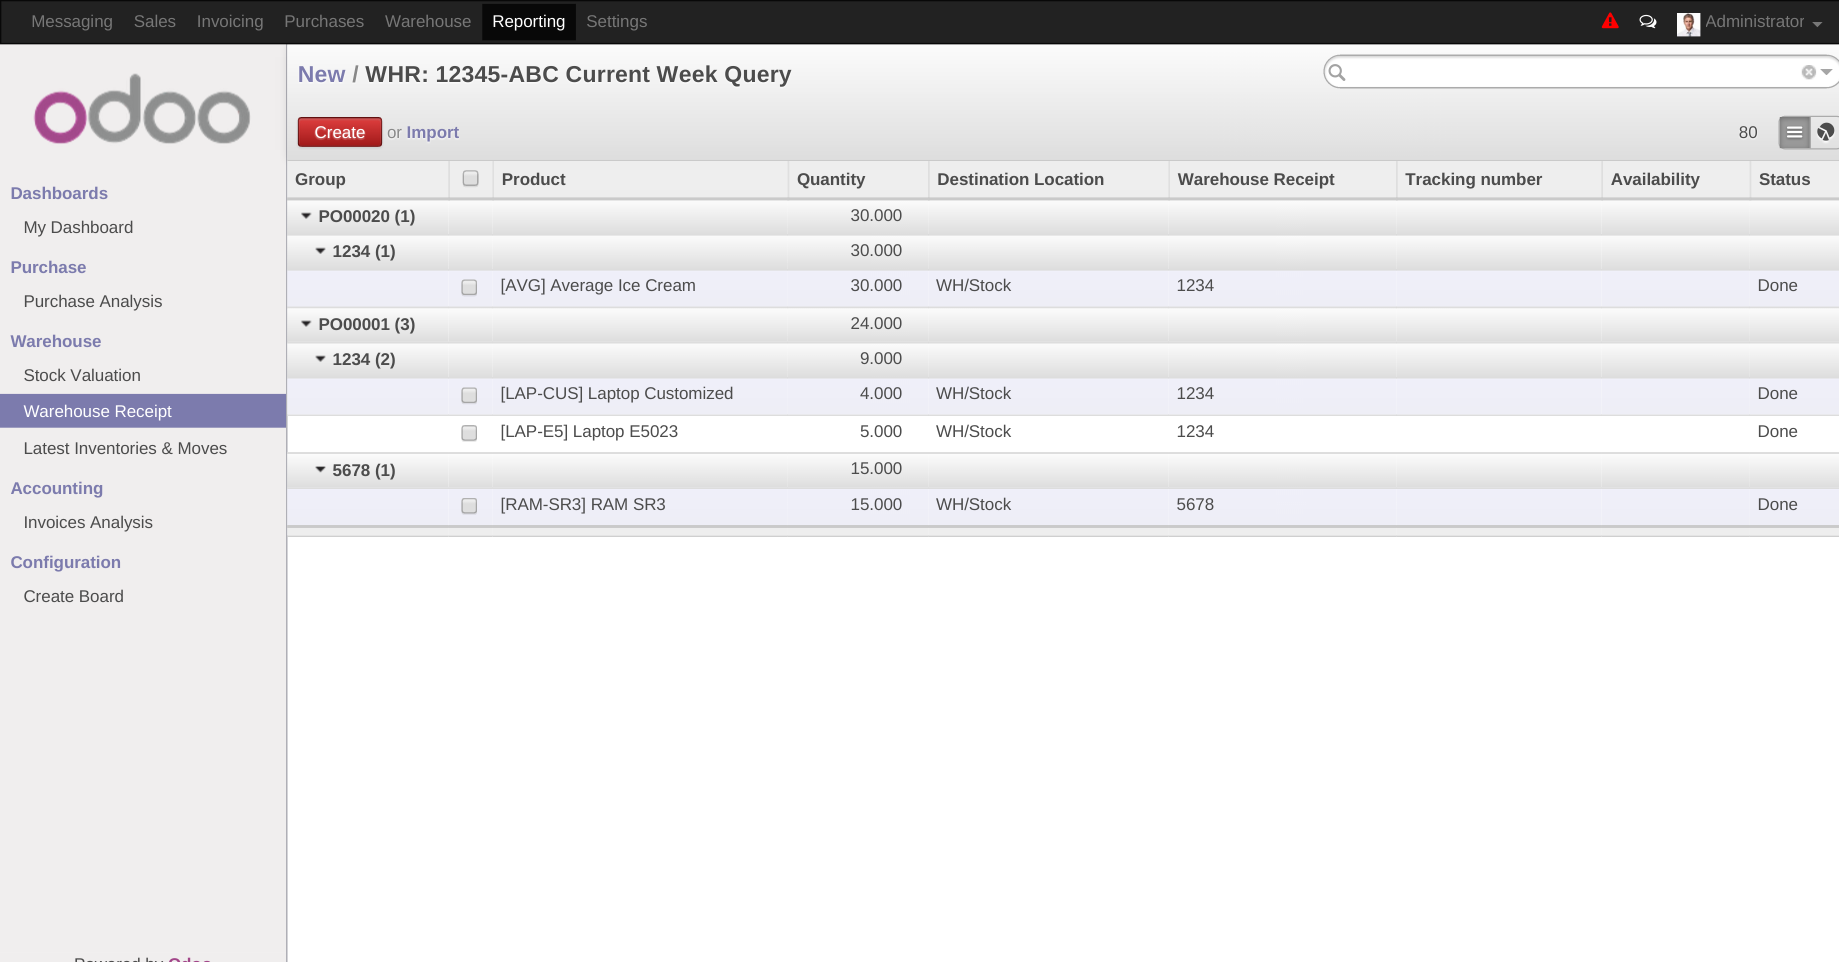 Messaging Sales Invoicing Purchases Warehouse Reporting Settings Administrator
odoo
New / WHR: 12345-ABC Current Week Query
Create or Import 80
Dashboards
My Dashboard
Purchase
Purchase Analysis
Warehouse
Stock Valuation
Warehouse Receipt
Latest Inventories & Moves
Accounting
Invoices Analysis
Configuration
Create Board
Powered by Odoo
Group Product Quantity Destination Location Warehouse Receipt Tracking number Availability Status
PO00020 (1) 30.000
1234 (1) 30.000
[AVG] Average Ice Cream 30.000 WH/Stock 1234 Done
PO00001 (3) 24.000
1234 (2) 9.000
[LAP-CUS] Laptop Customized 4.000 WH/Stock 1234 Done
[LAP-E5] Laptop E5023 5.000 WH/Stock 1234 Done
5678 (1) 15.000
[RAM-SR3] RAM SR3 15.000 WH/Stock 5678 Done